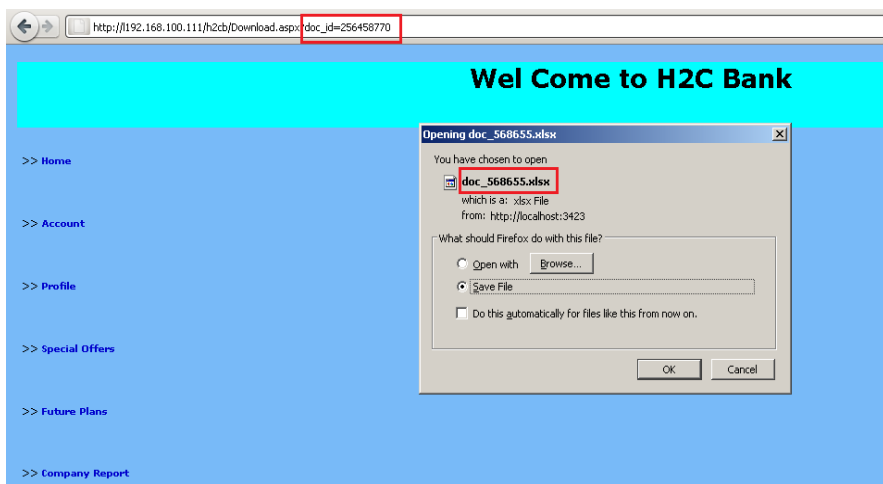 http://l192.168.100.111/h2cb/Download.aspx?doc_id=256458770
Wel Come to H2C Bank
Opening doc_568655.xlsx
You have chosen to open
doc_568655.xlsx
which is a: xlsx File
from: http://localhost:3423
What should Firefox do with this file?
Open with Browse...
Save File
Do this automatically for files like this from now on.
OK Cancel
>> Home
>> Account
>> Profile
>> Special Offers
>> Future Plans
>> Company Report